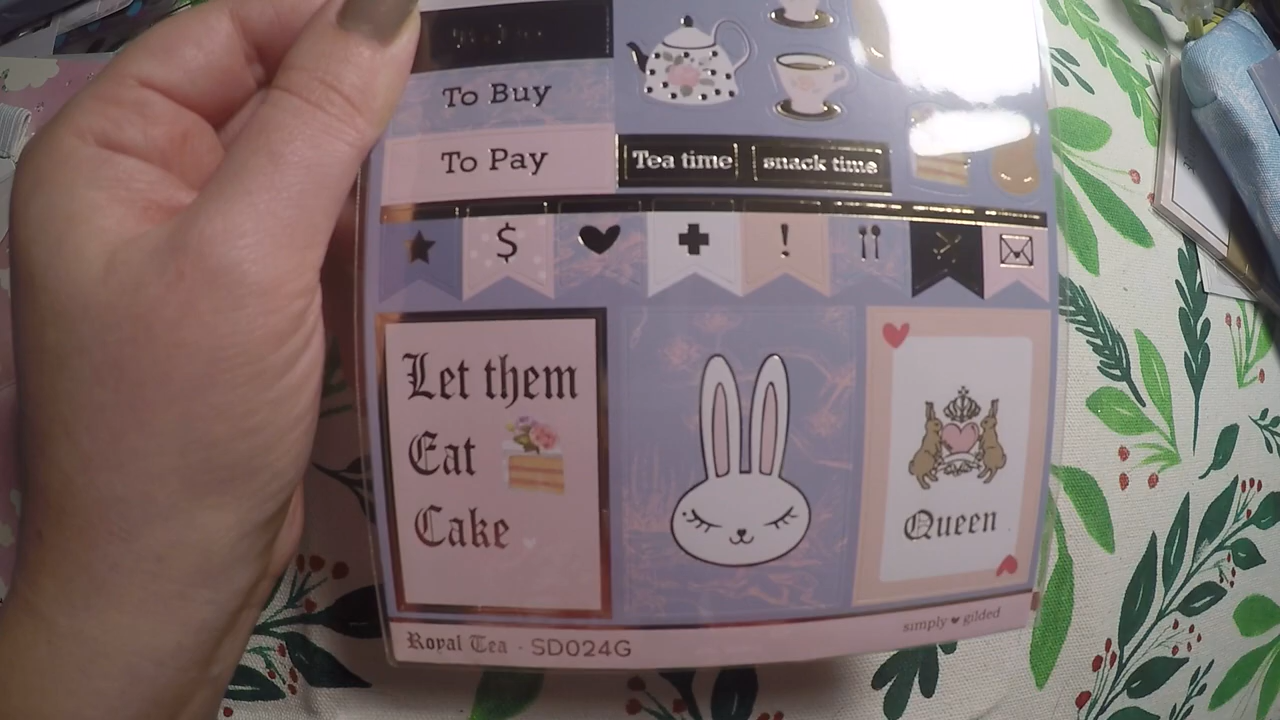 To Buy
To Pay
Tea time
snack time
$
!
Let them
Eat
Cake
Queen
simply gilded
Royal Tea - SD024G